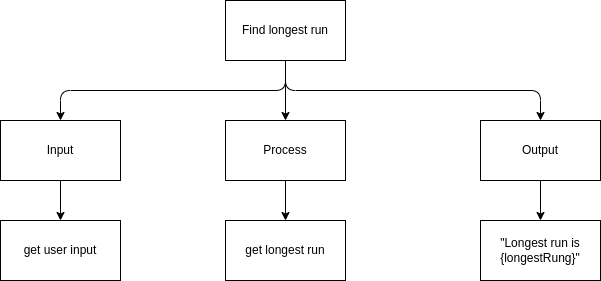 Find longest run
Input
Process
Output
get user input
get longest run
"Longest run is
{longestRung}"